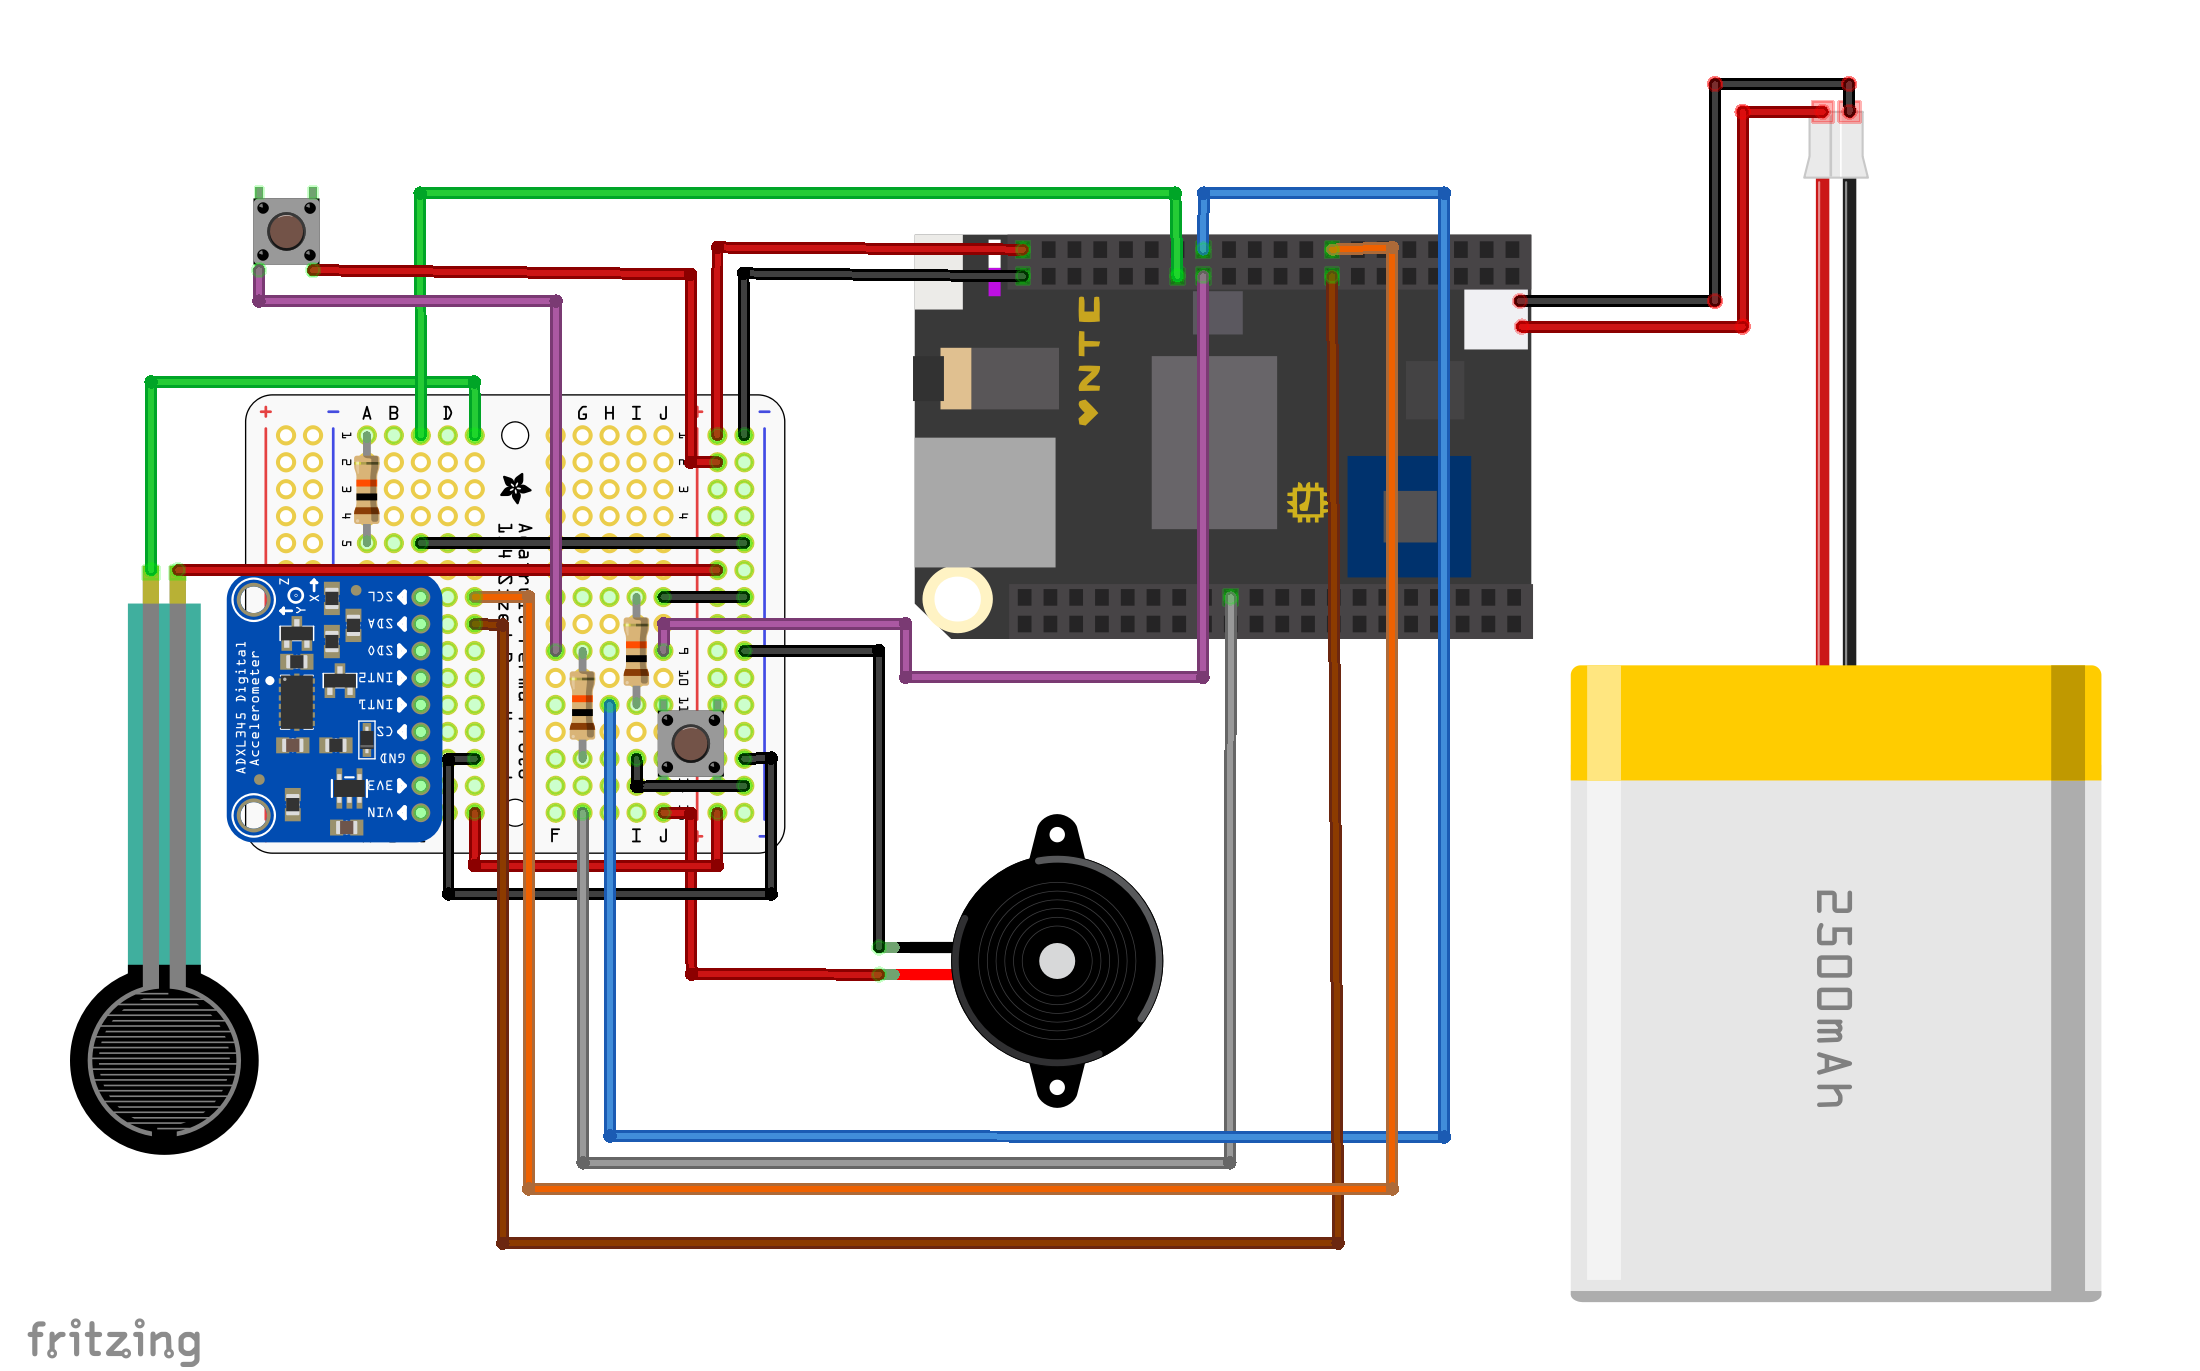 + − A B D G H I J + −
1
1
2
2
3
3
4
4
5
5
9
10
11
F I J + −
Z
X
Y
SCL
SDA
SDO
INT2
INT1
CS
GND
3V3
VIN
ADXL345 Digital
Accelerometer
2500mAh
fritzing